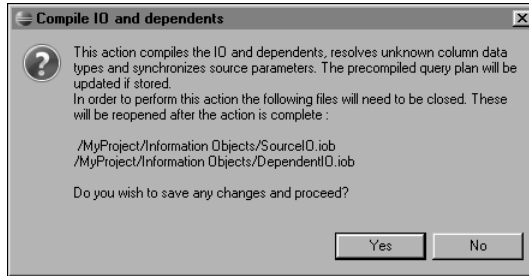 Compile IO and dependents
This action compiles the IO and dependents, resolves unknown column data
types and synchronizes source parameters. The precompiled query plan will be
updated if stored.
In order to perform this action the following files will need to be closed. These
will be reopened after the action is complete :
/MyProject/Information Objects/SourceIO.iob
/MyProject/Information Objects/DependentIO.iob
Do you wish to save any changes and proceed?
Yes No